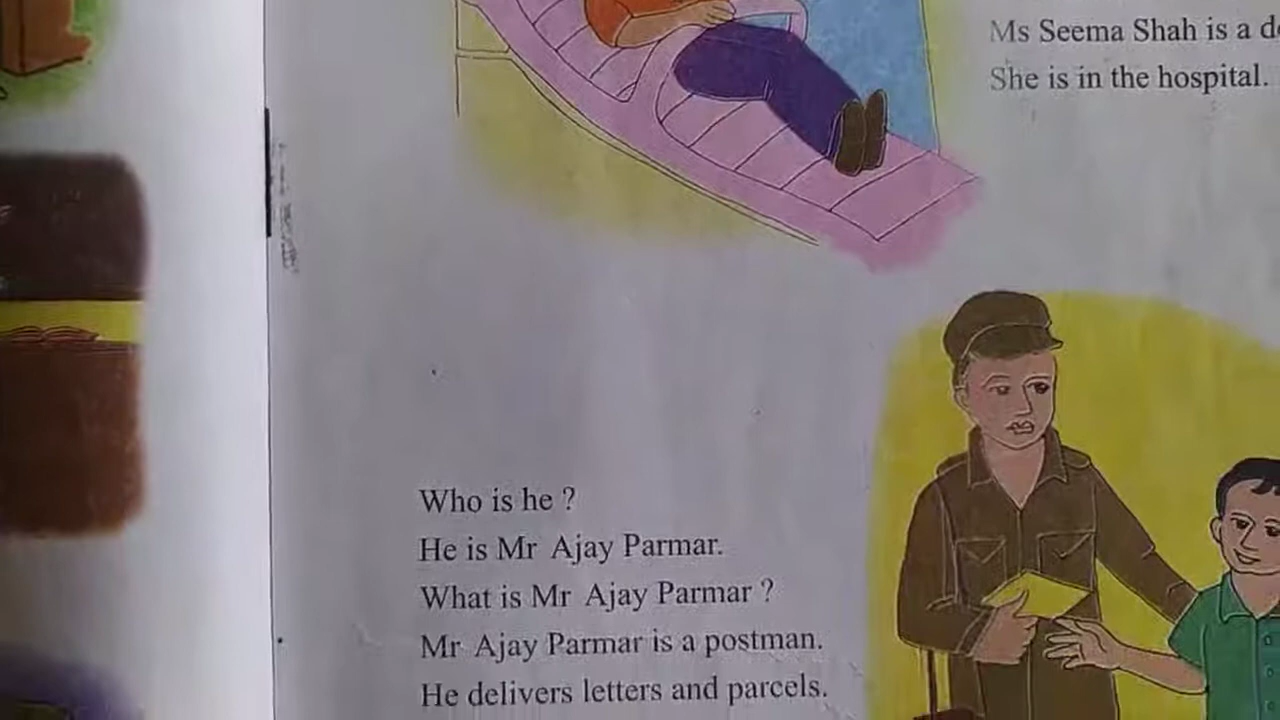 Ms Seema Shah is a
She is in the hospital.
Who is he ?
He is Mr Ajay Parmar.
What is Mr Ajay Parmar ?
Mr Ajay Parmar is a postman.
He delivers letters and parcels.